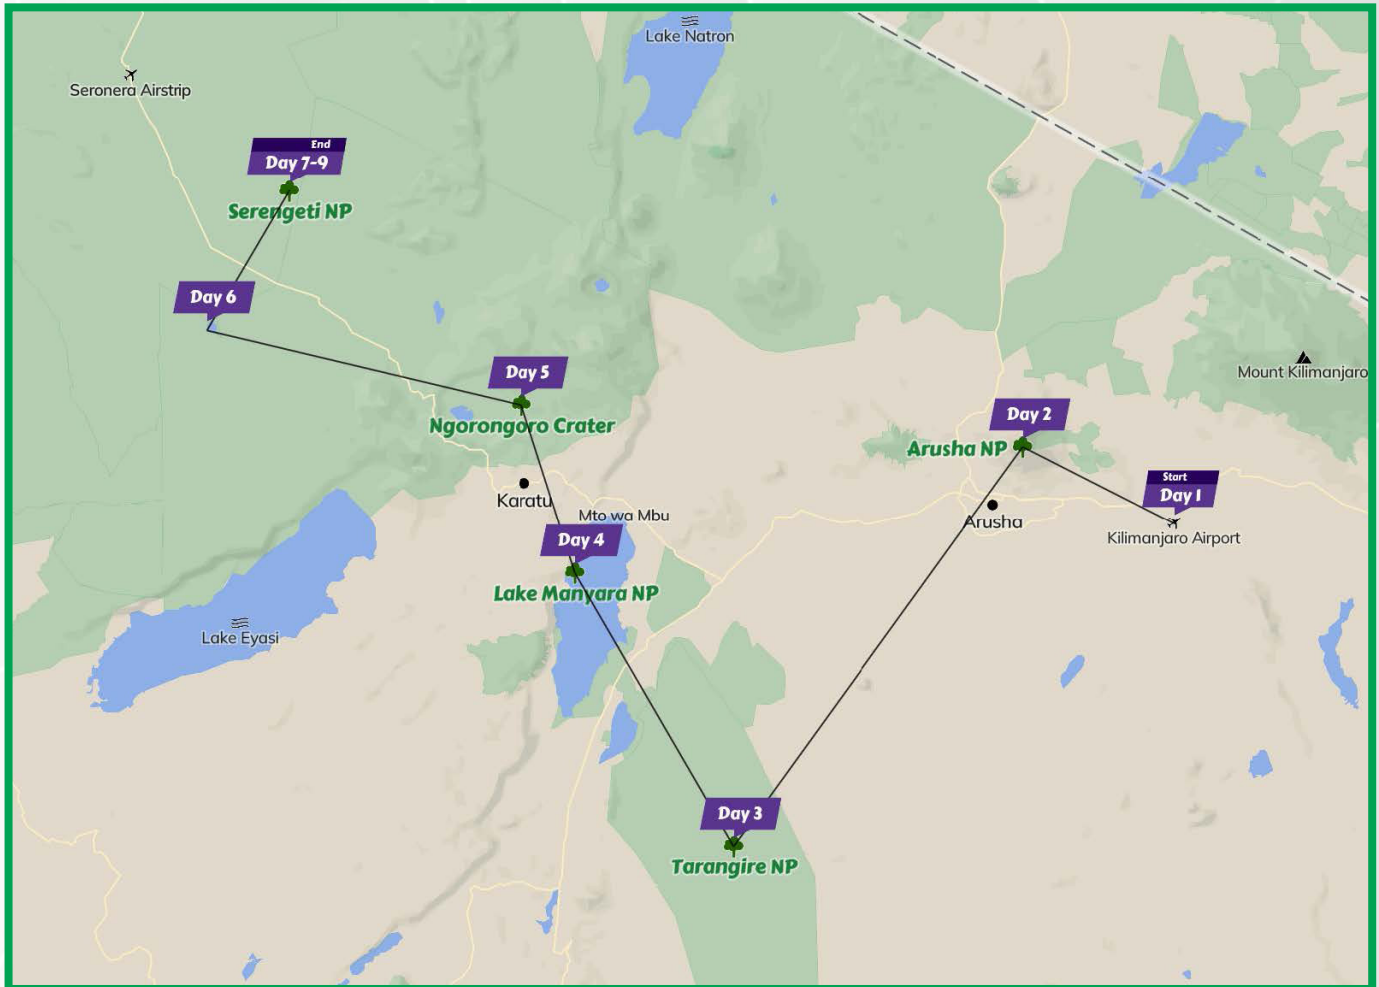 Lake Natron
Seronera Airstrip
End
Day 7-9
Serengeti NP
Day 6
Day 5
Ngorongoro Crater
Mount Kilimanjaro
Day 2
Arusha NP
Start
Day 1
Kilimanjaro Airport
Karatu
Arusha
Mto wa Mbu
Day 4
Lake Manyara NP
Lake Eyasi
Day 3
Tarangire NP